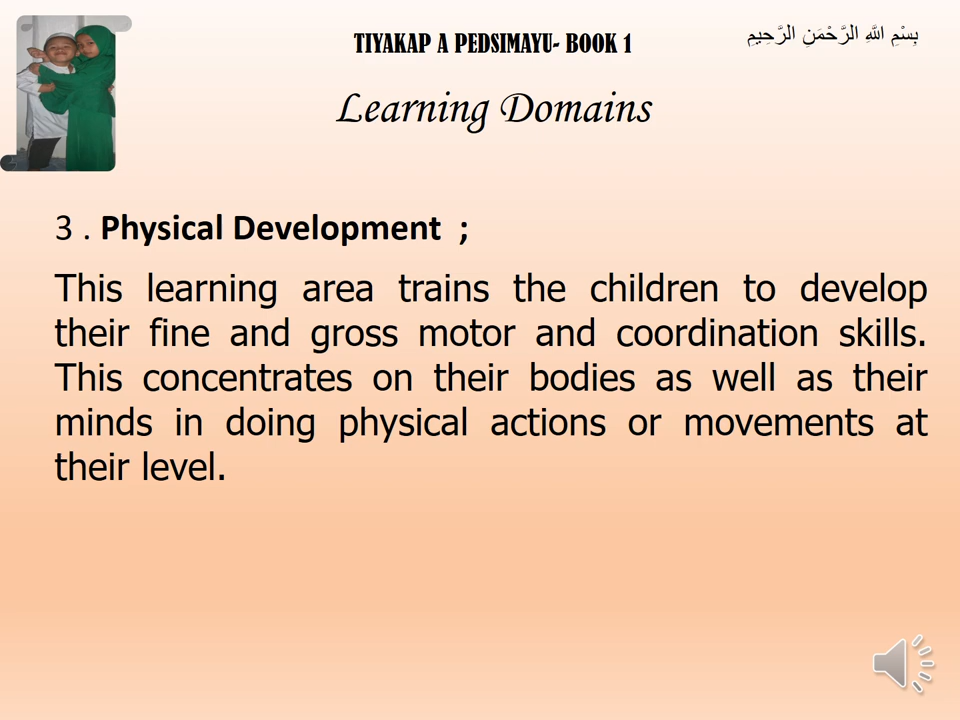 TIYAKAP A PEDSIMAYU- BOOK 1
بِسْمِ اللَّهِ الرَّحْمَنِ الرَّحِيمِ
Learning Domains
3 . Physical Development ;
This learning area trains the children to develop
their fine and gross motor and coordination skills.
This concentrates on their bodies as well as their
minds in doing physical actions or movements at
their level.